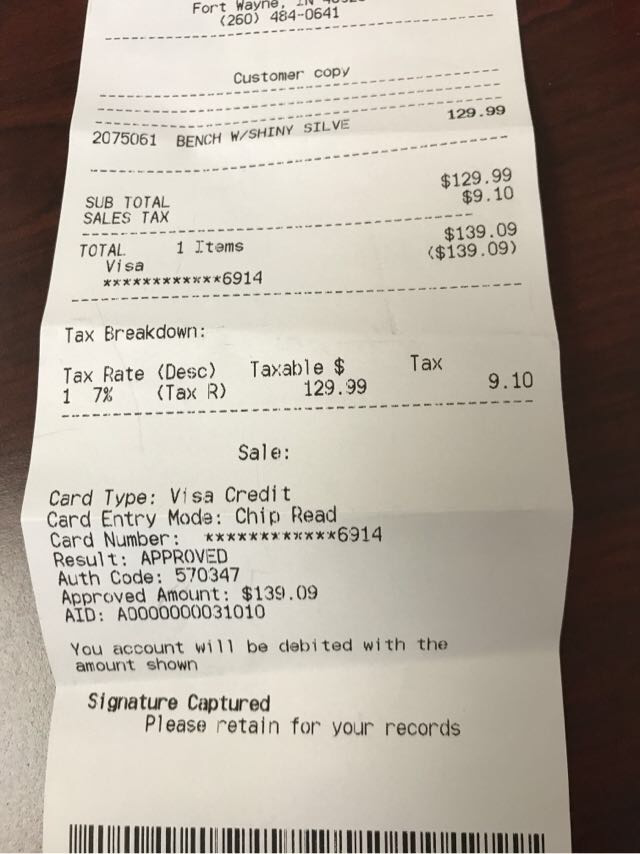 Fort Wayne, IN
(260) 484-0641
Customer copy
2075061 BENCH W/SHINY SILVE 129.99
SUB TOTAL $129.99
SALES TAX $9.10
TOTAL 1 Items $139.09
Visa ($139.09)
************6914
Tax Breakdown:
Tax Rate (Desc) Taxable $ Tax
1 7% (Tax R) 129.99 9.10
Sale:
Card Type: Visa Credit
Card Entry Mode: Chip Read
Card Number: ************6914
Result: APPROVED
Auth Code: 570347
Approved Amount: $139.09
AID: A0000000031010
You account will be debited with the
amount shown
Signature Captured
Please retain for your records